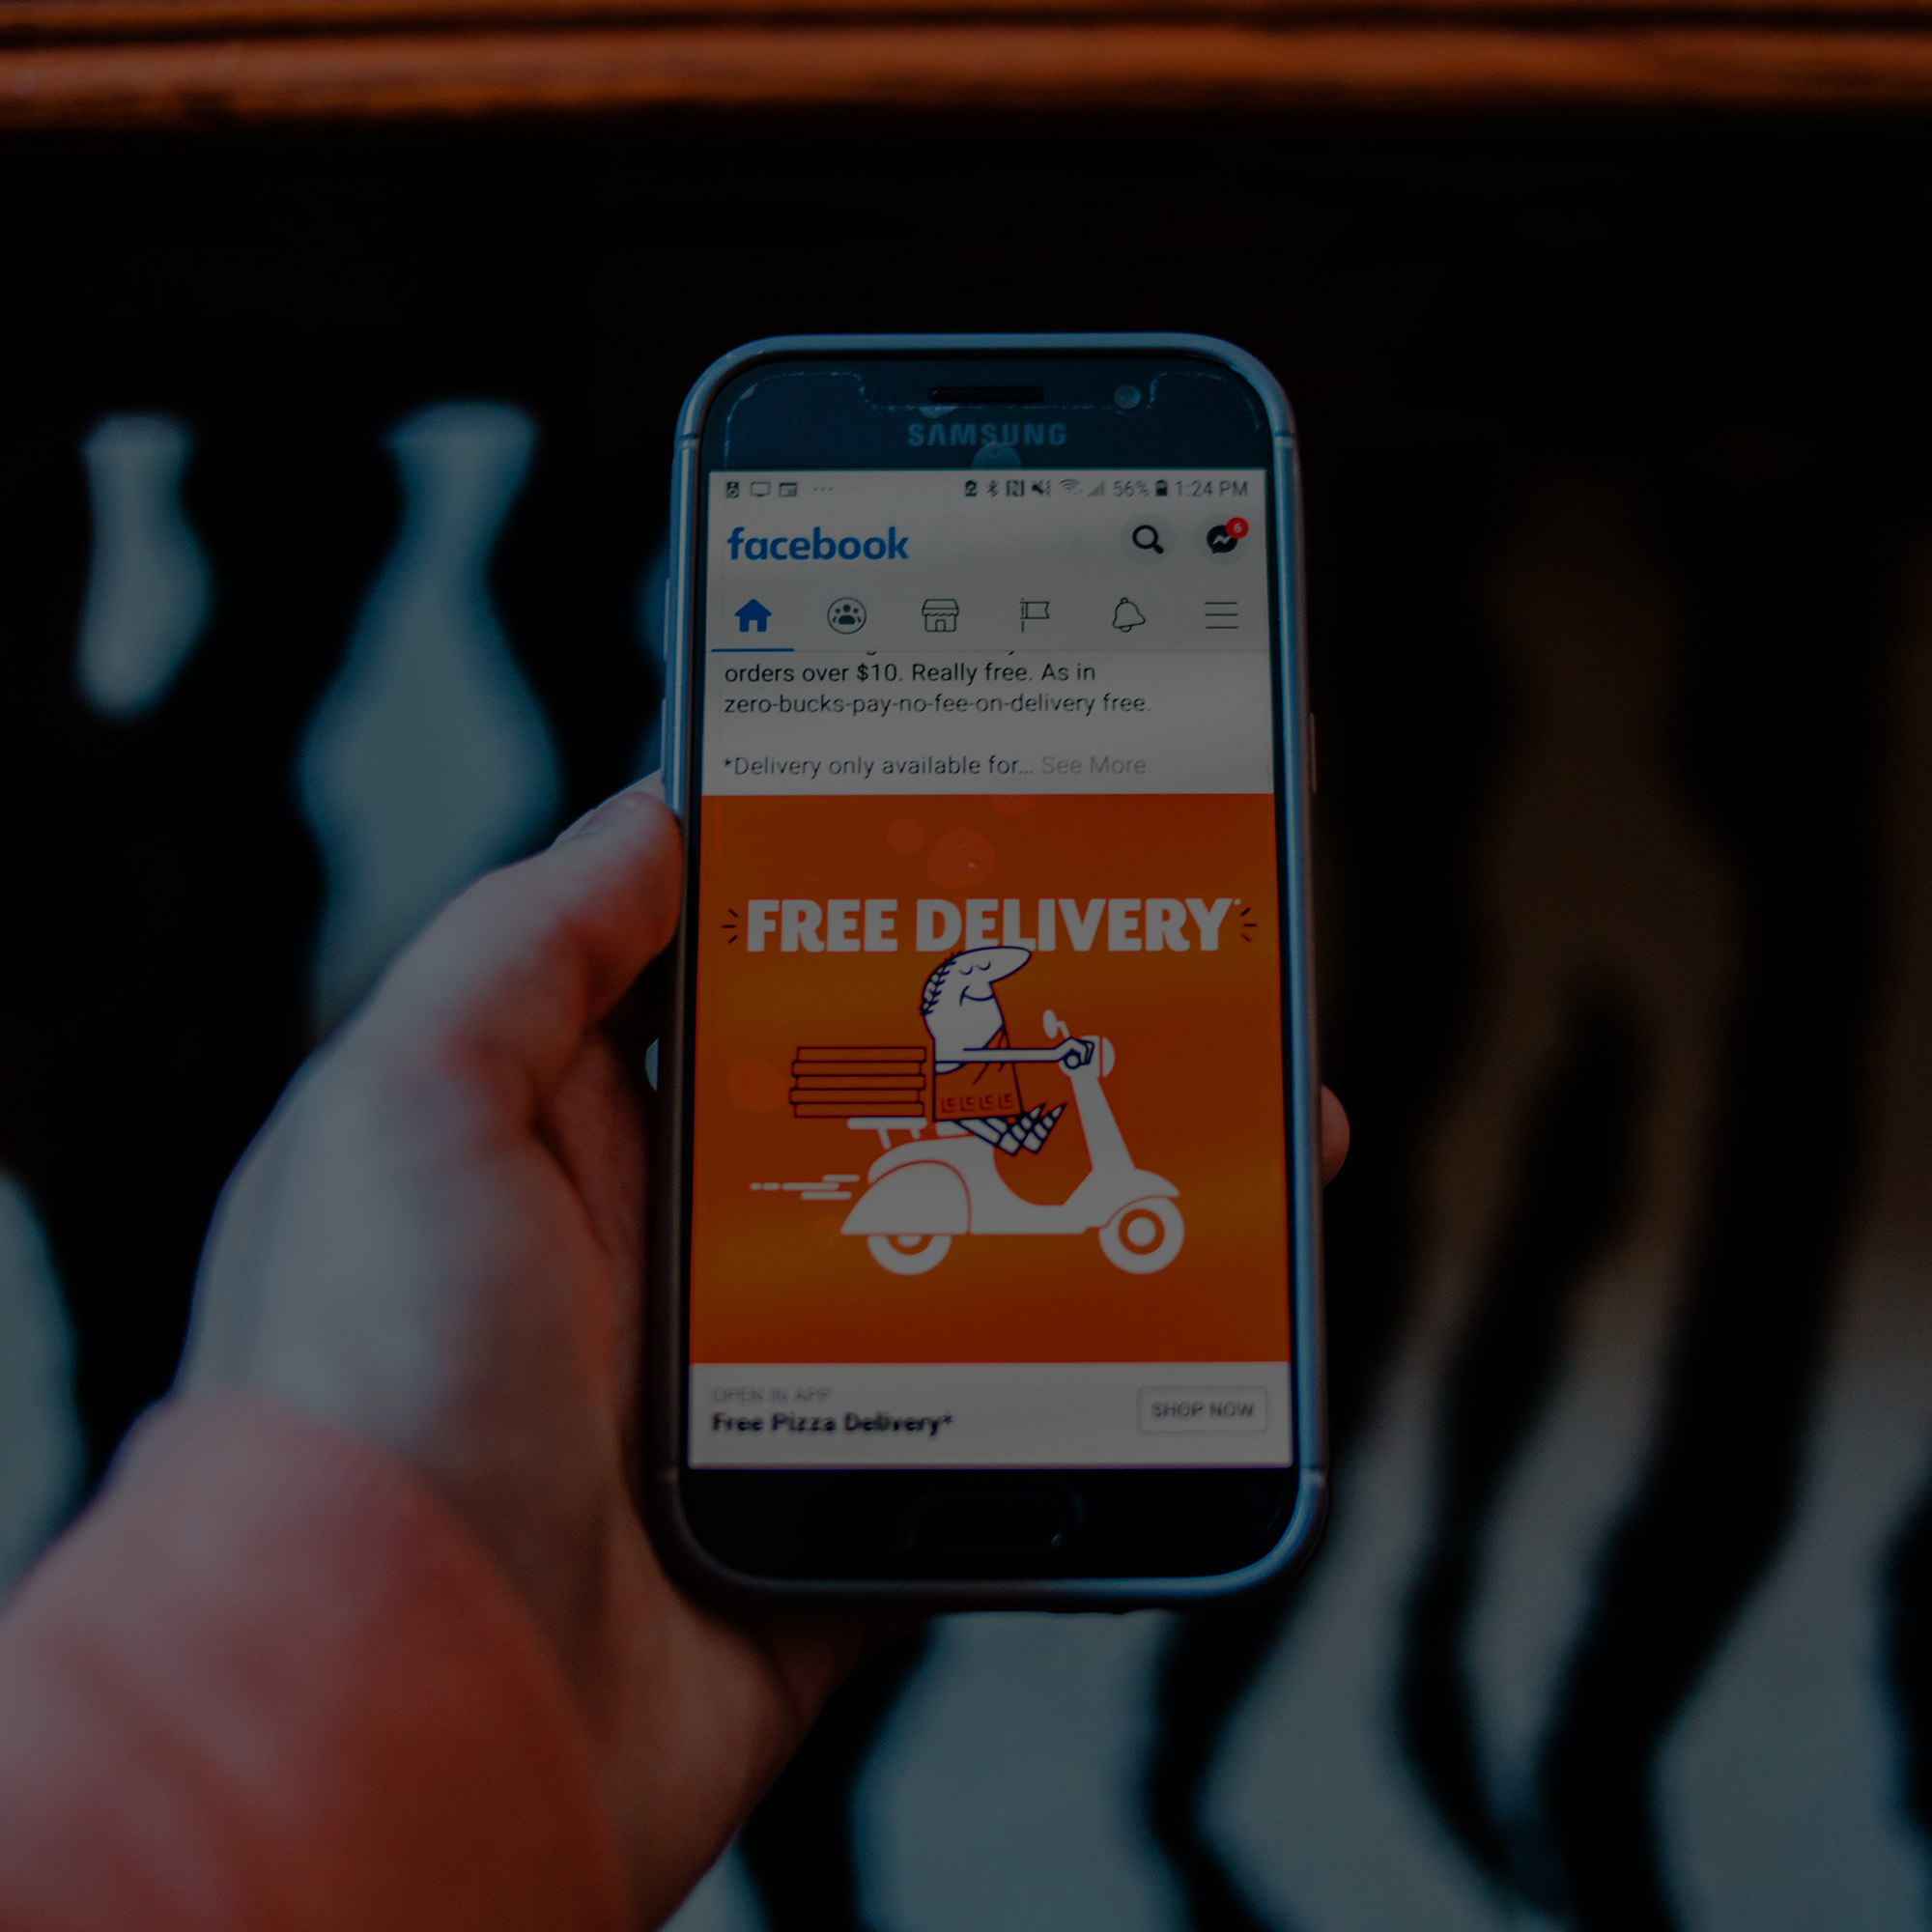 SAMSUNG
56% 1:24 PM
facebook
6
orders over $10. Really free. As in
zero-bucks-pay-no-fee-on-delivery free.
*Delivery only available for... See More
FREE DELIVERY*
OPEN IN APP
Free Pizza Delivery*
SHOP NOW